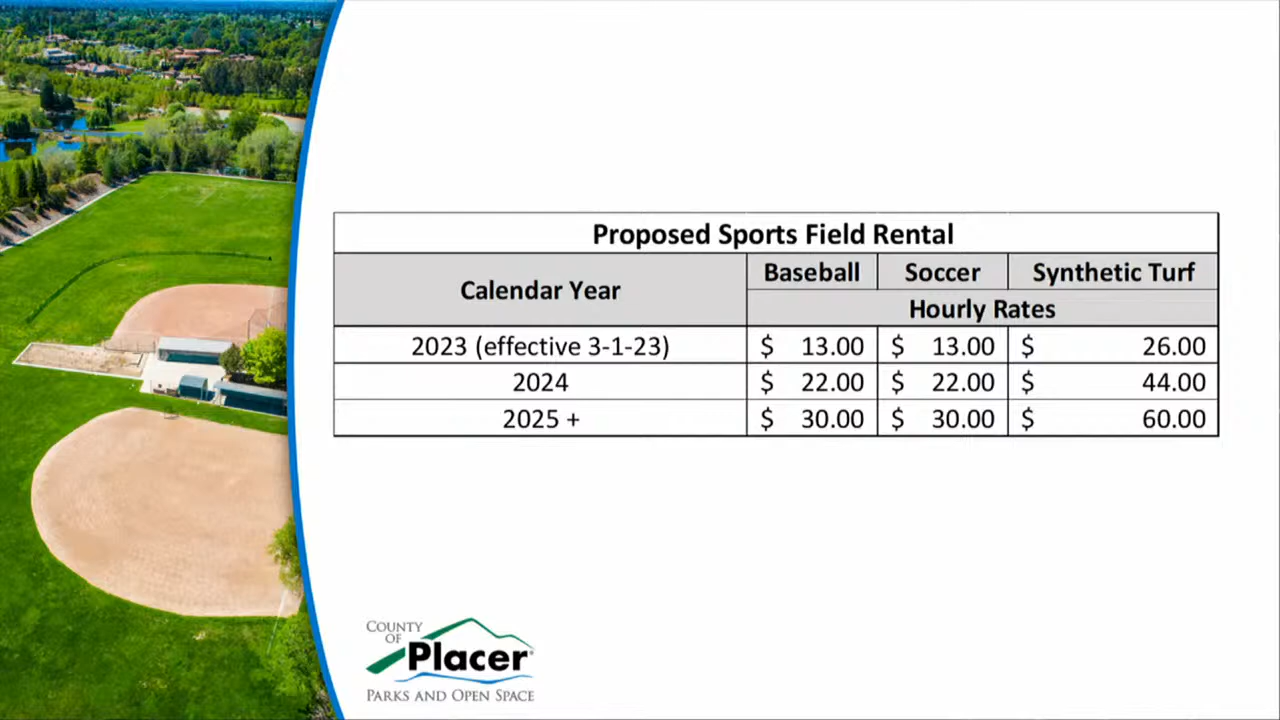 Proposed Sports Field Rental
Calendar Year Baseball Soccer Synthetic Turf
Hourly Rates
2023 (effective 3-1-23) $ 13.00 $ 13.00 $ 26.00
2024 $ 22.00 $ 22.00 $ 44.00
2025 + $ 30.00 $ 30.00 $ 60.00
COUNTY
OF
Placer®
PARKS AND OPEN SPACE